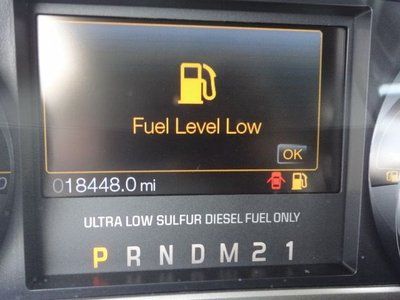 Fuel Level Low
OK
018448.0 mi
ULTRA LOW SULFUR DIESEL FUEL ONLY
P R N D M 2 1